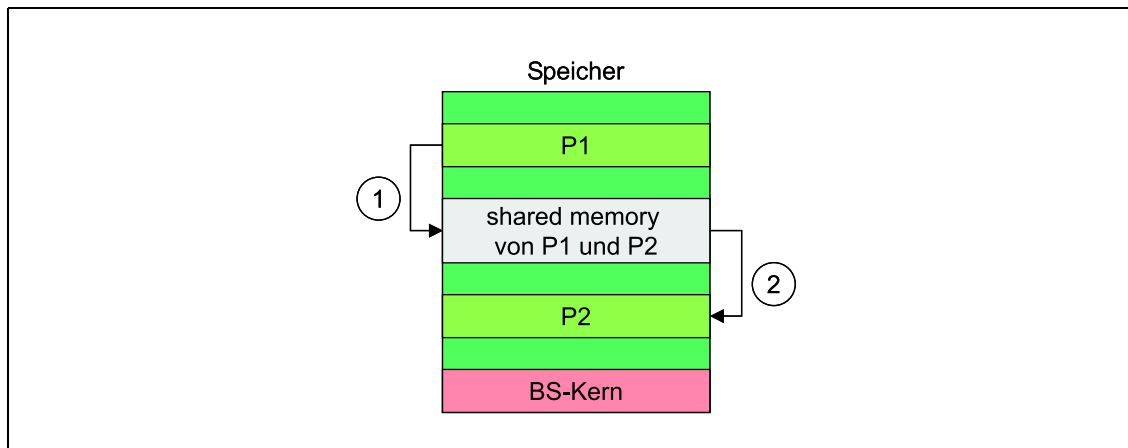 Speicher
P1
1
shared memory
von P1 und P2
2
P2
BS-Kern